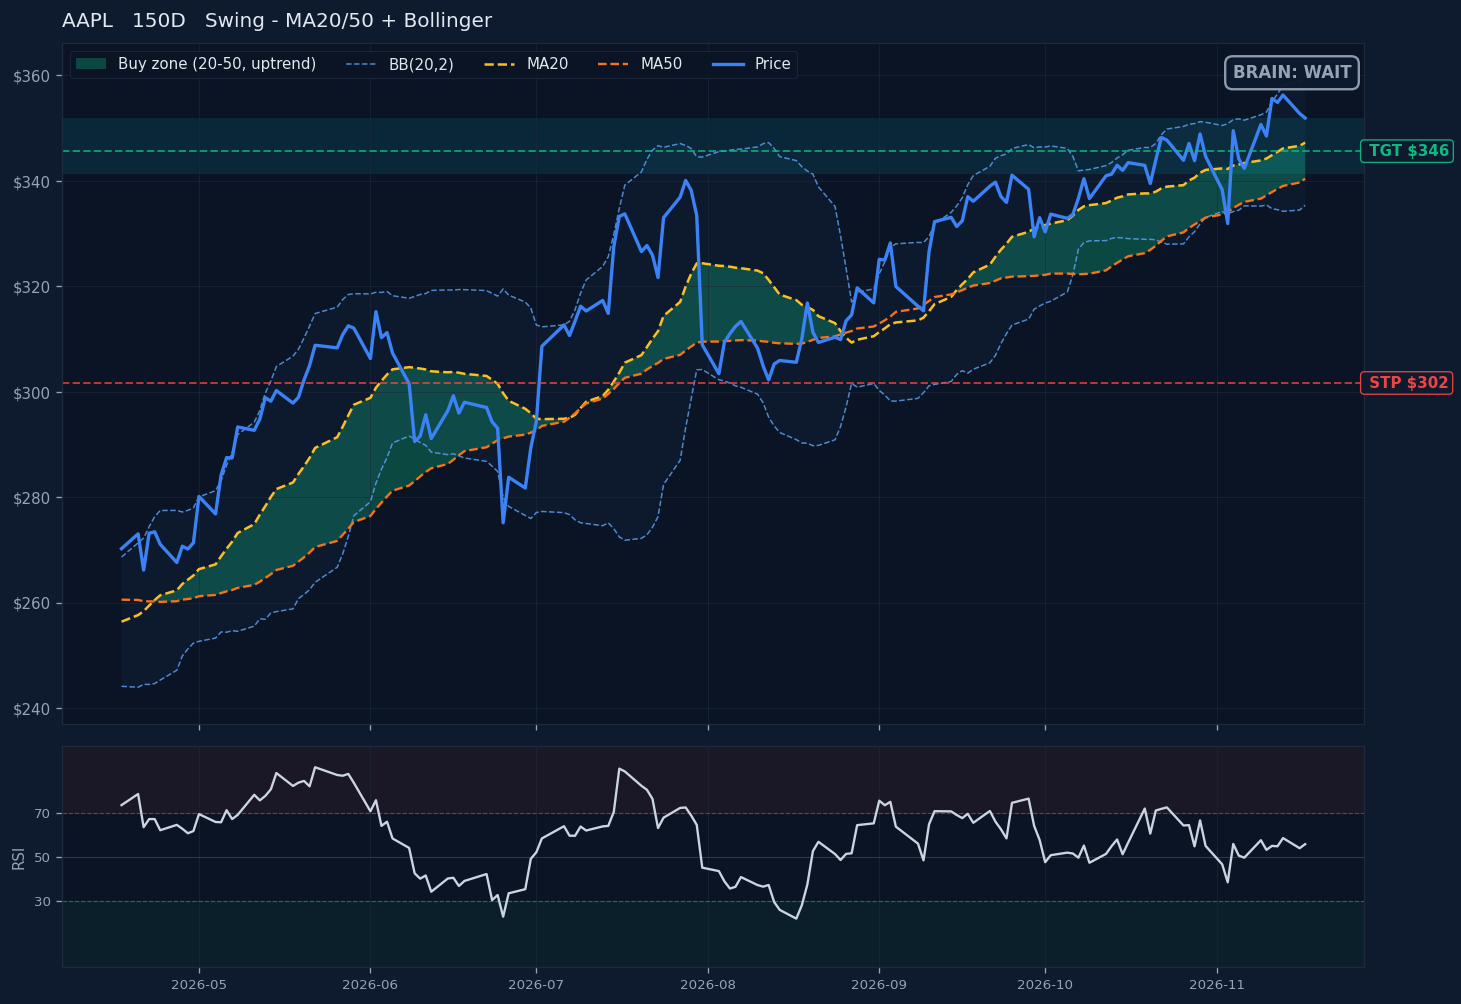 AAPL   150D   Swing - MA20/50 + Bollinger
Buy zone (20-50, uptrend)   BB(20,2)   MA20   MA50   Price
BRAIN: WAIT
$360
TGT $346
$340
$320
STP $302
$300
$280
$260
$240
70
50
30
RSI
2026-05   2026-06   2026-07   2026-08   2026-09   2026-10   2026-11